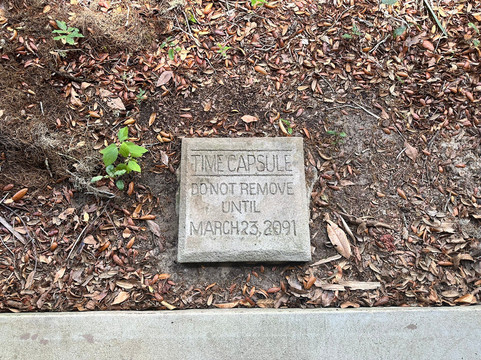 TIME CAPSULE
DO NOT REMOVE
UNTIL
MARCH 23, 2091